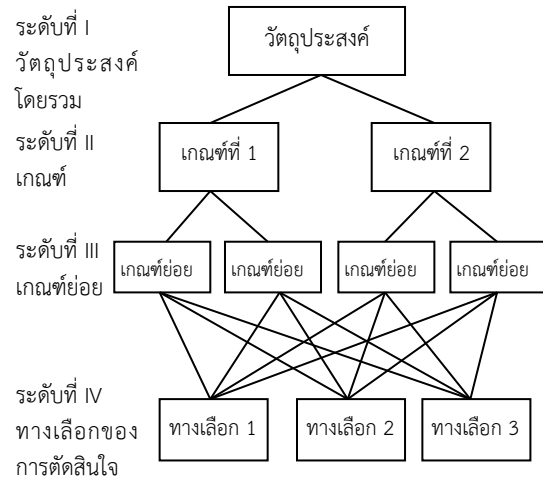 ระดับที่ I
วัตถุประสงค์
โดยรวม
วัตถุประสงค์
ระดับที่ II
เกณฑ์
เกณฑ์ที่ 1
เกณฑ์ที่ 2
ระดับที่ III
เกณฑ์ย่อย
เกณฑ์ย่อย
เกณฑ์ย่อย
เกณฑ์ย่อย
เกณฑ์ย่อย
ระดับที่ IV
ทางเลือกของ
การตัดสินใจ
ทางเลือก 1
ทางเลือก 2
ทางเลือก 3